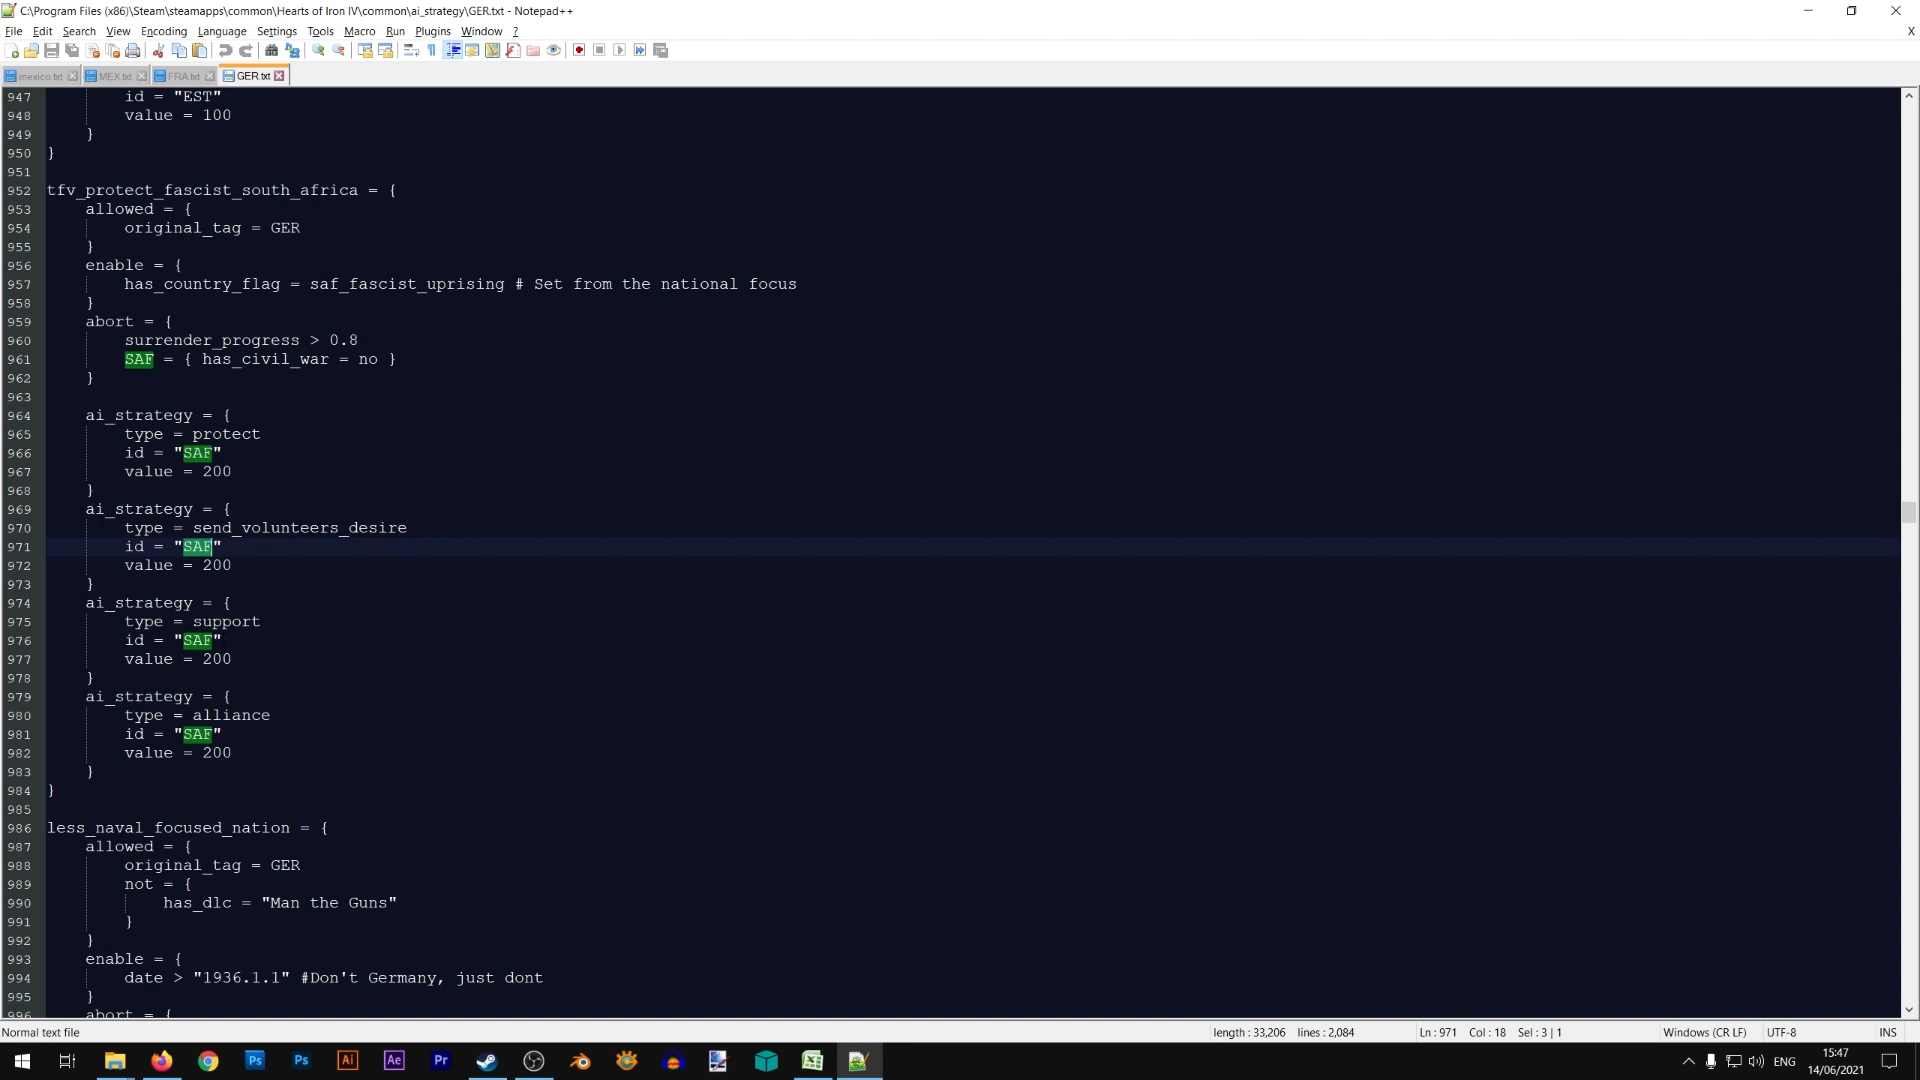 C:\Program Files (x86)\Steam\steamapps\common\Hearts of Iron IV\common\ai_strategy\GER.txt - Notepad++
File Edit Search View Encoding Language Settings Tools Macro Run Plugins Window ? X
mexico.txt MEX.txt FRA.txt GER.txt
947 id = "EST"
948 value = 100
949 }
950 }
951
952 tfv_protect_fascist_south_africa = {
953 allowed = {
954 original_tag = GER
955 }
956 enable = {
957 has_country_flag = saf_fascist_uprising # Set from the national focus
958 }
959 abort = {
960 surrender_progress > 0.8
961 SAF = { has_civil_war = no }
962 }
963
964 ai_strategy = {
965 type = protect
966 id = "SAF"
967 value = 200
968 }
969 ai_strategy = {
970 type = send_volunteers_desire
971 id = "SAF"
972 value = 200
973 }
974 ai_strategy = {
975 type = support
976 id = "SAF"
977 value = 200
978 }
979 ai_strategy = {
980 type = alliance
981 id = "SAF"
982 value = 200
983 }
984 }
985
986 less_naval_focused_nation = {
987 allowed = {
988 original_tag = GER
989 not = {
990 has_dlc = "Man the Guns"
991 }
992 }
993 enable = {
994 date > "1936.1.1" #Don't Germany, just dont
995 }
996 abort = {
Normal text file length : 33,206 lines : 2,084 Ln : 971 Col : 18 Sel : 3 | 1 Windows (CR LF) UTF-8 INS
Ps Ps Ai Ae Pr ENG 15:47
14/06/2021